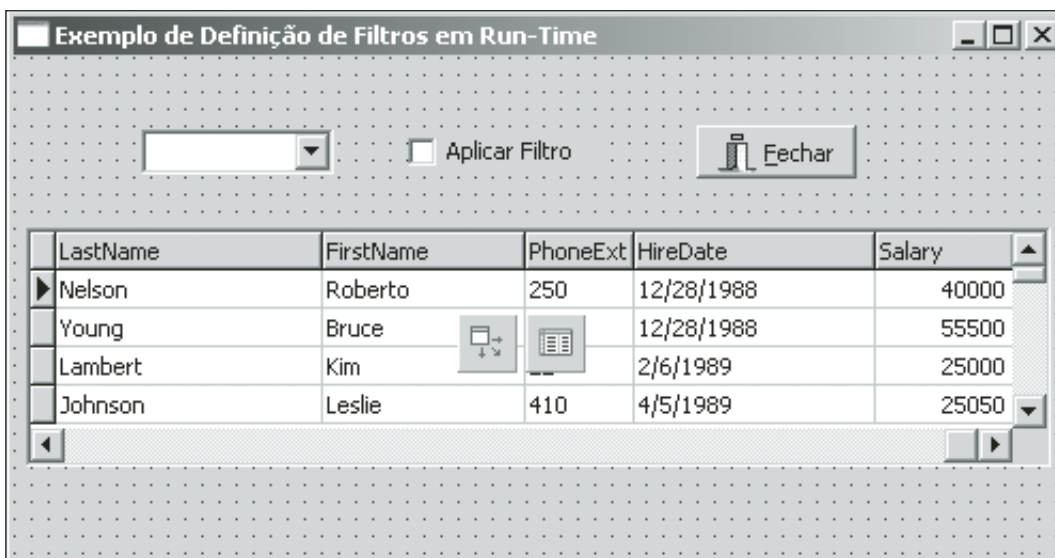 Exemplo de Definição de Filtros em Run-Time
Aplicar Filtro
Fechar
LastName FirstName PhoneExt HireDate Salary
Nelson Roberto 250 12/28/1988 40000
Young Bruce 12/28/1988 55500
Lambert Kim 2/6/1989 25000
Johnson Leslie 410 4/5/1989 25050